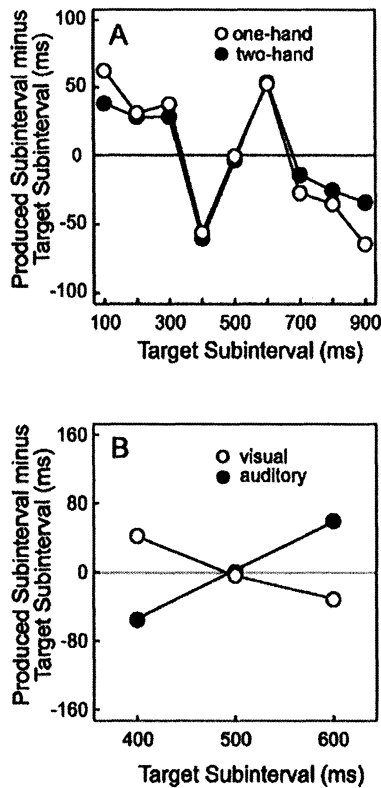 A
one-hand
two-hand
Produced Subinterval minus
Target Subinterval (ms)
100
50
0
-50
-100
100 300 500 700 900
Target Subinterval (ms)
B
visual
auditory
Produced Subinterval minus
Target Subinterval (ms)
160
80
0
-80
-160
400 500 600
Target Subinterval (ms)